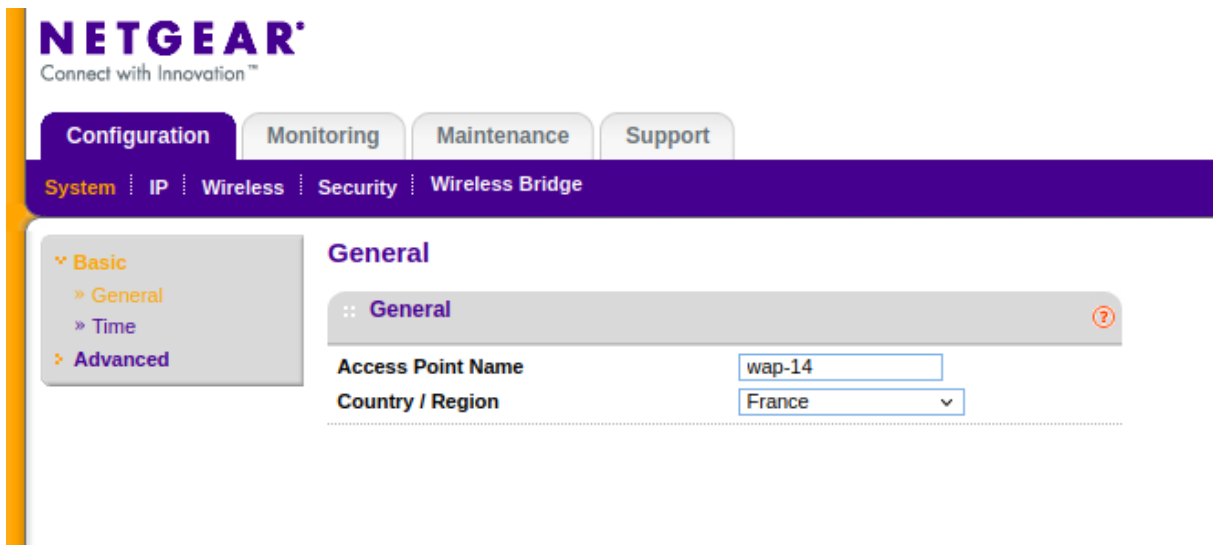 NETGEAR®
Connect with Innovation™
Configuration Monitoring Maintenance Support
System IP Wireless Security Wireless Bridge
Basic
» General
» Time
Advanced
General
General ?
Access Point Name wap-14
Country / Region France